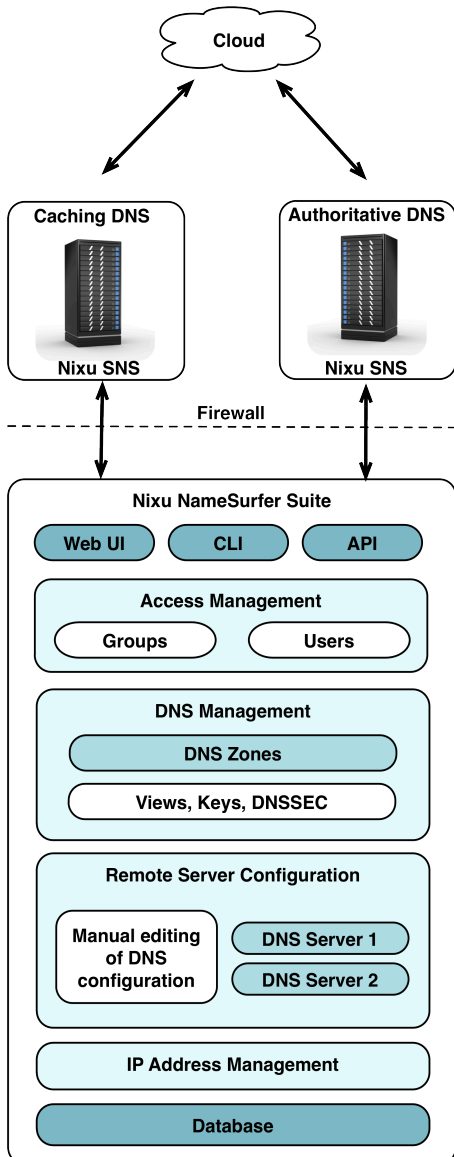 Cloud
Caching DNS
Nixu SNS
Authoritative DNS
Nixu SNS
Firewall
Nixu NameSurfer Suite
Web UI
CLI
API
Access Management
Groups
Users
DNS Management
DNS Zones
Views, Keys, DNSSEC
Remote Server Configuration
Manual editing
of DNS
configuration
DNS Server 1
DNS Server 2
IP Address Management
Database